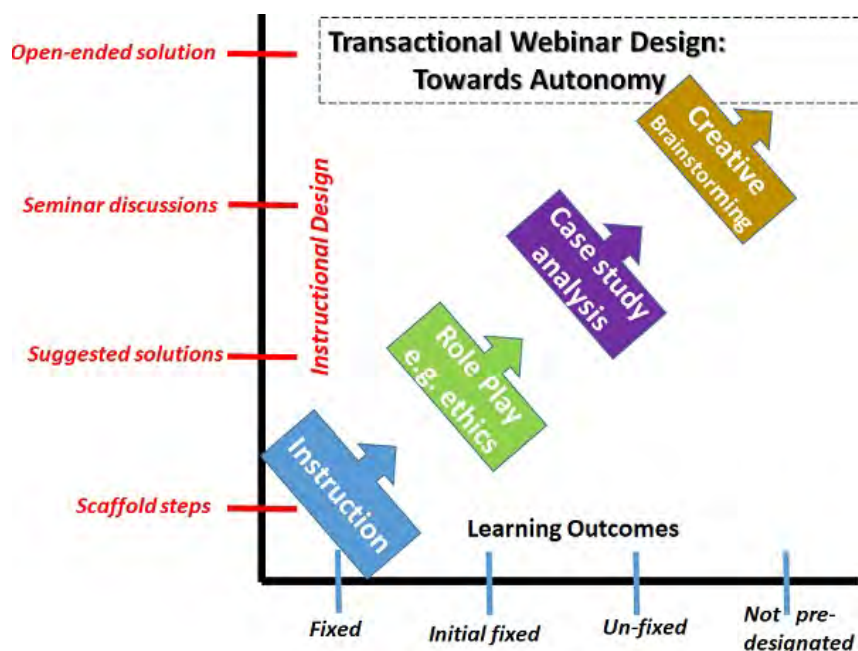 Transactional Webinar Design:
Towards Autonomy
Open-ended solution
Seminar discussions
Suggested solutions
Scaffold steps
Instructional Design
Creative
Brainstorming
Case study
analysis
Role Play
e.g. ethics
Instruction
Learning Outcomes
Fixed
Initial fixed
Un-fixed
Not pre-
designated